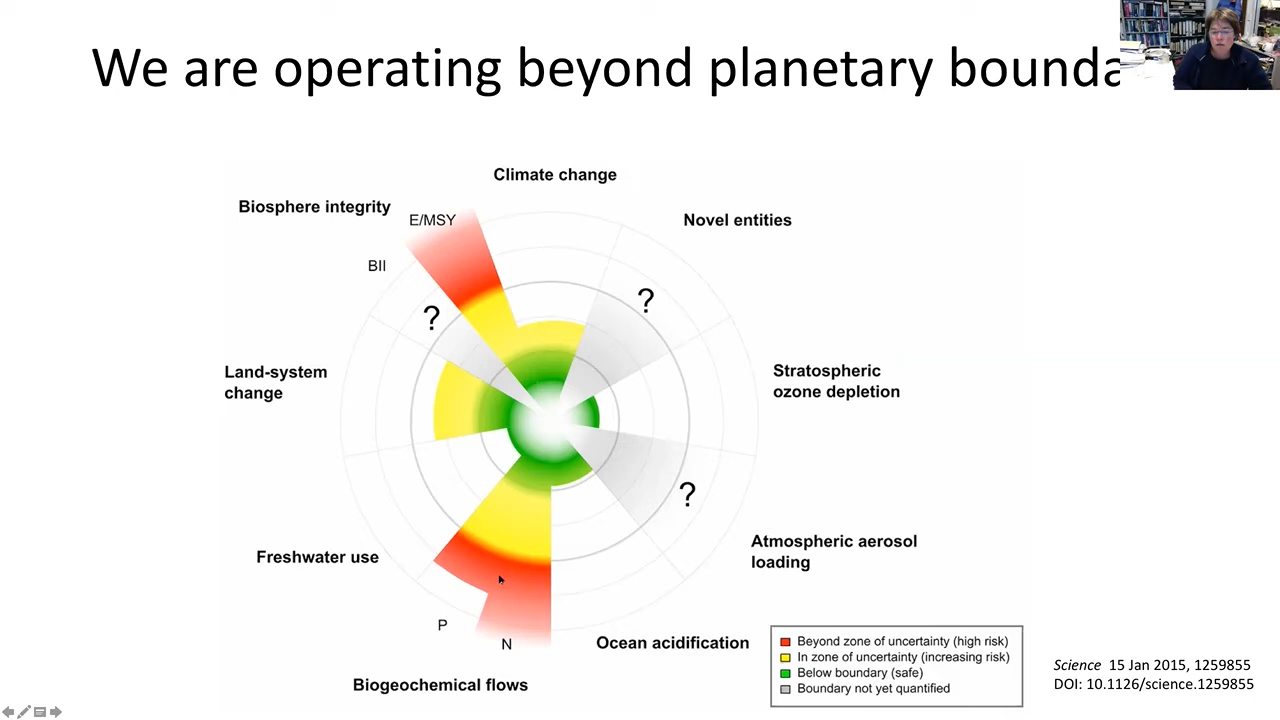 We are operating beyond planetary bounda
Climate change
Biosphere integrity
E/MSY
Novel entities
BII
?
?
Land-system
change
Stratospheric
ozone depletion
?
Freshwater use
Atmospheric aerosol
loading
P
N
Ocean acidification
Biogeochemical flows
Beyond zone of uncertainty (high risk)
In zone of uncertainty (increasing risk)
Below boundary (safe)
Boundary not yet quantified
Science 15 Jan 2015, 1259855
DOI: 10.1126/science.1259855